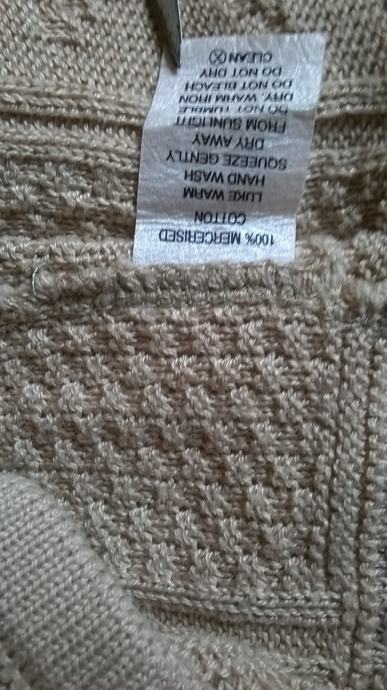 100% MERCERISED
COTTON
LUKE WARM
HAND WASH
SQUEEZE GENTLY
DRY AWAY
FROM SUNLIGHT
DO NOT TUMBLE
DRY, WARM IRON
DO NOT BLEACH
DO NOT DRY
CLEAN Ⓧ